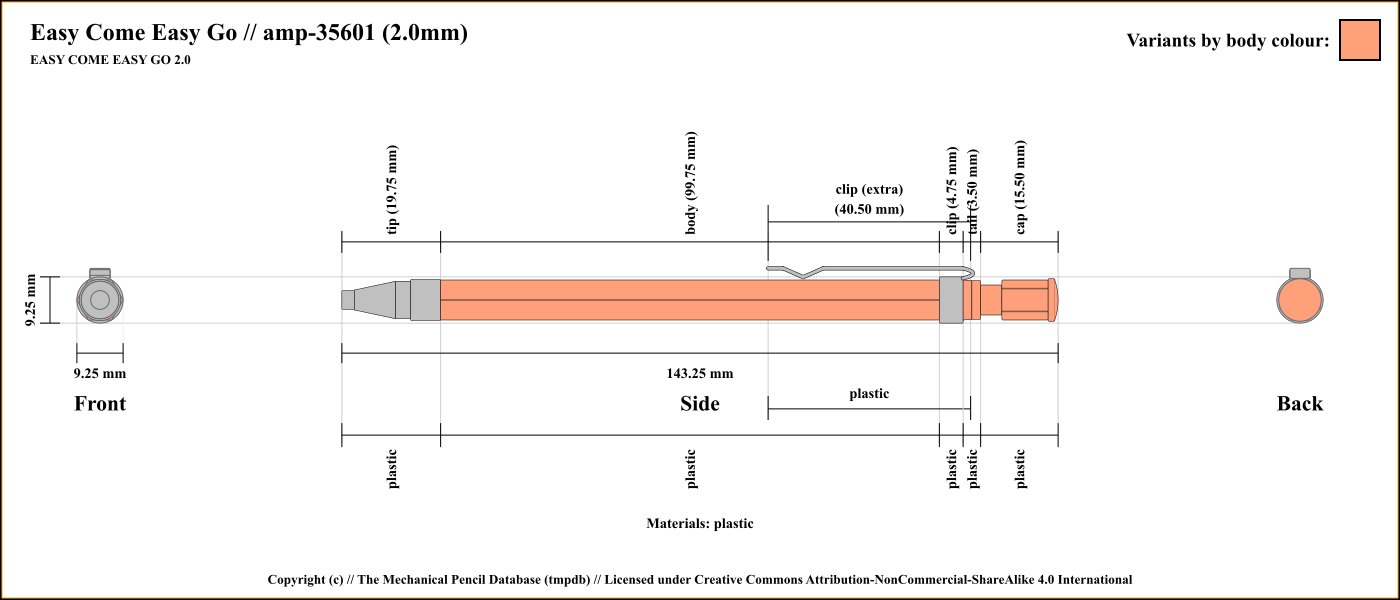 Easy Come Easy Go // amp-35601 (2.0mm)
EASY COME EASY GO 2.0
Variants by body colour:
tip (19.75 mm)
body (99.75 mm)
clip (extra)
(40.50 mm)
clip (4.75 mm)
tail (3.50 mm)
cap (15.50 mm)
9.25 mm
9.25 mm
143.25 mm
Front
Side
Back
plastic
plastic
plastic
plastic
plastic
plastic
Materials: plastic
Copyright (c) // The Mechanical Pencil Database (tmpdb) // Licensed under Creative Commons Attribution-NonCommercial-ShareAlike 4.0 International